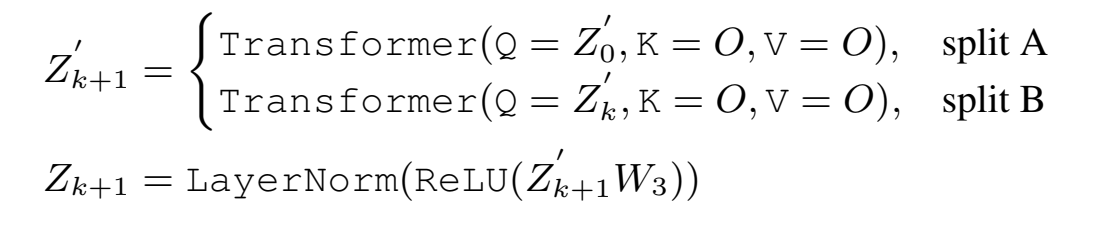 Z'_{k+1} = { Transformer(Q = Z'_0, K = O, V = O), split A
Transformer(Q = Z'_k, K = O, V = O), split B
Z_{k+1} = LayerNorm(ReLU(Z'_{k+1}W_3))